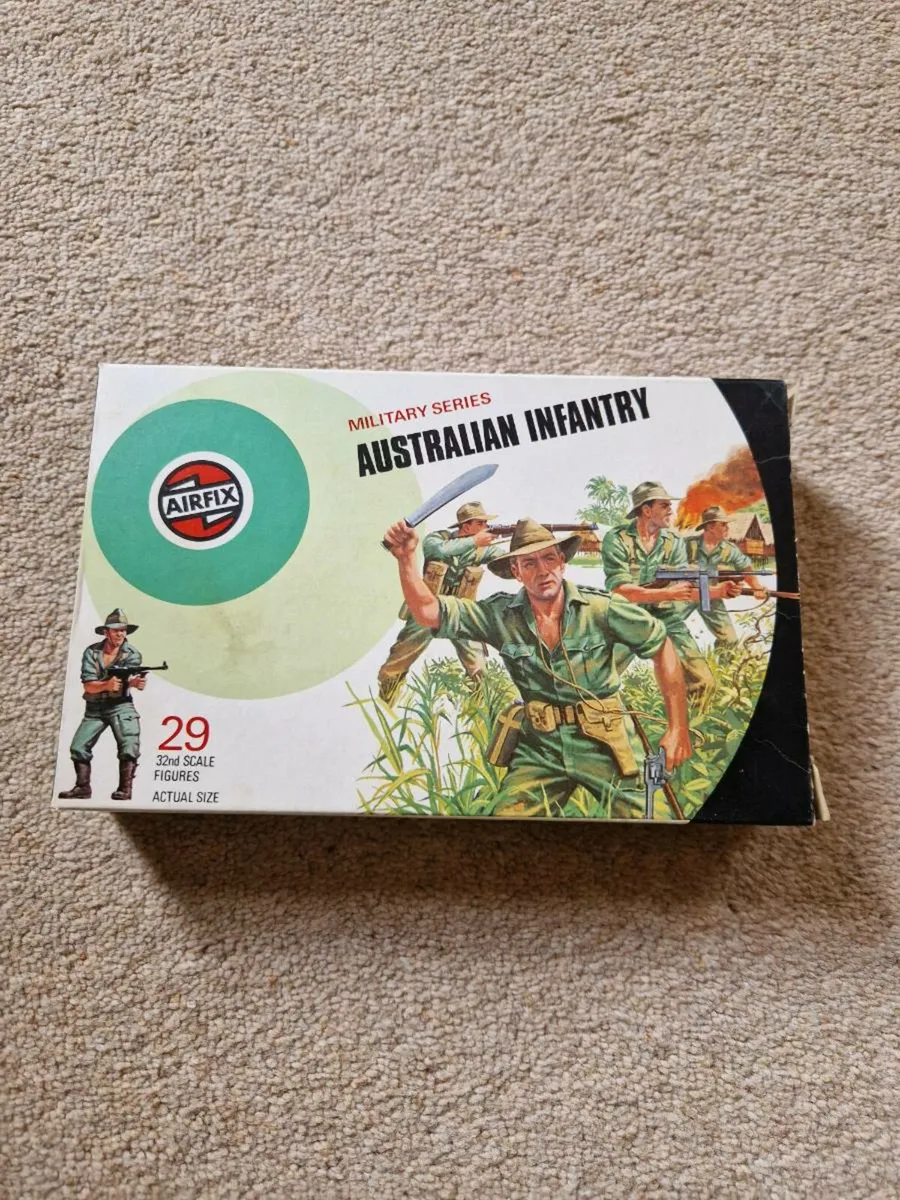 MILITARY SERIES
AUSTRALIAN INFANTRY
AIRFIX
29
32nd SCALE
FIGURES
ACTUAL SIZE